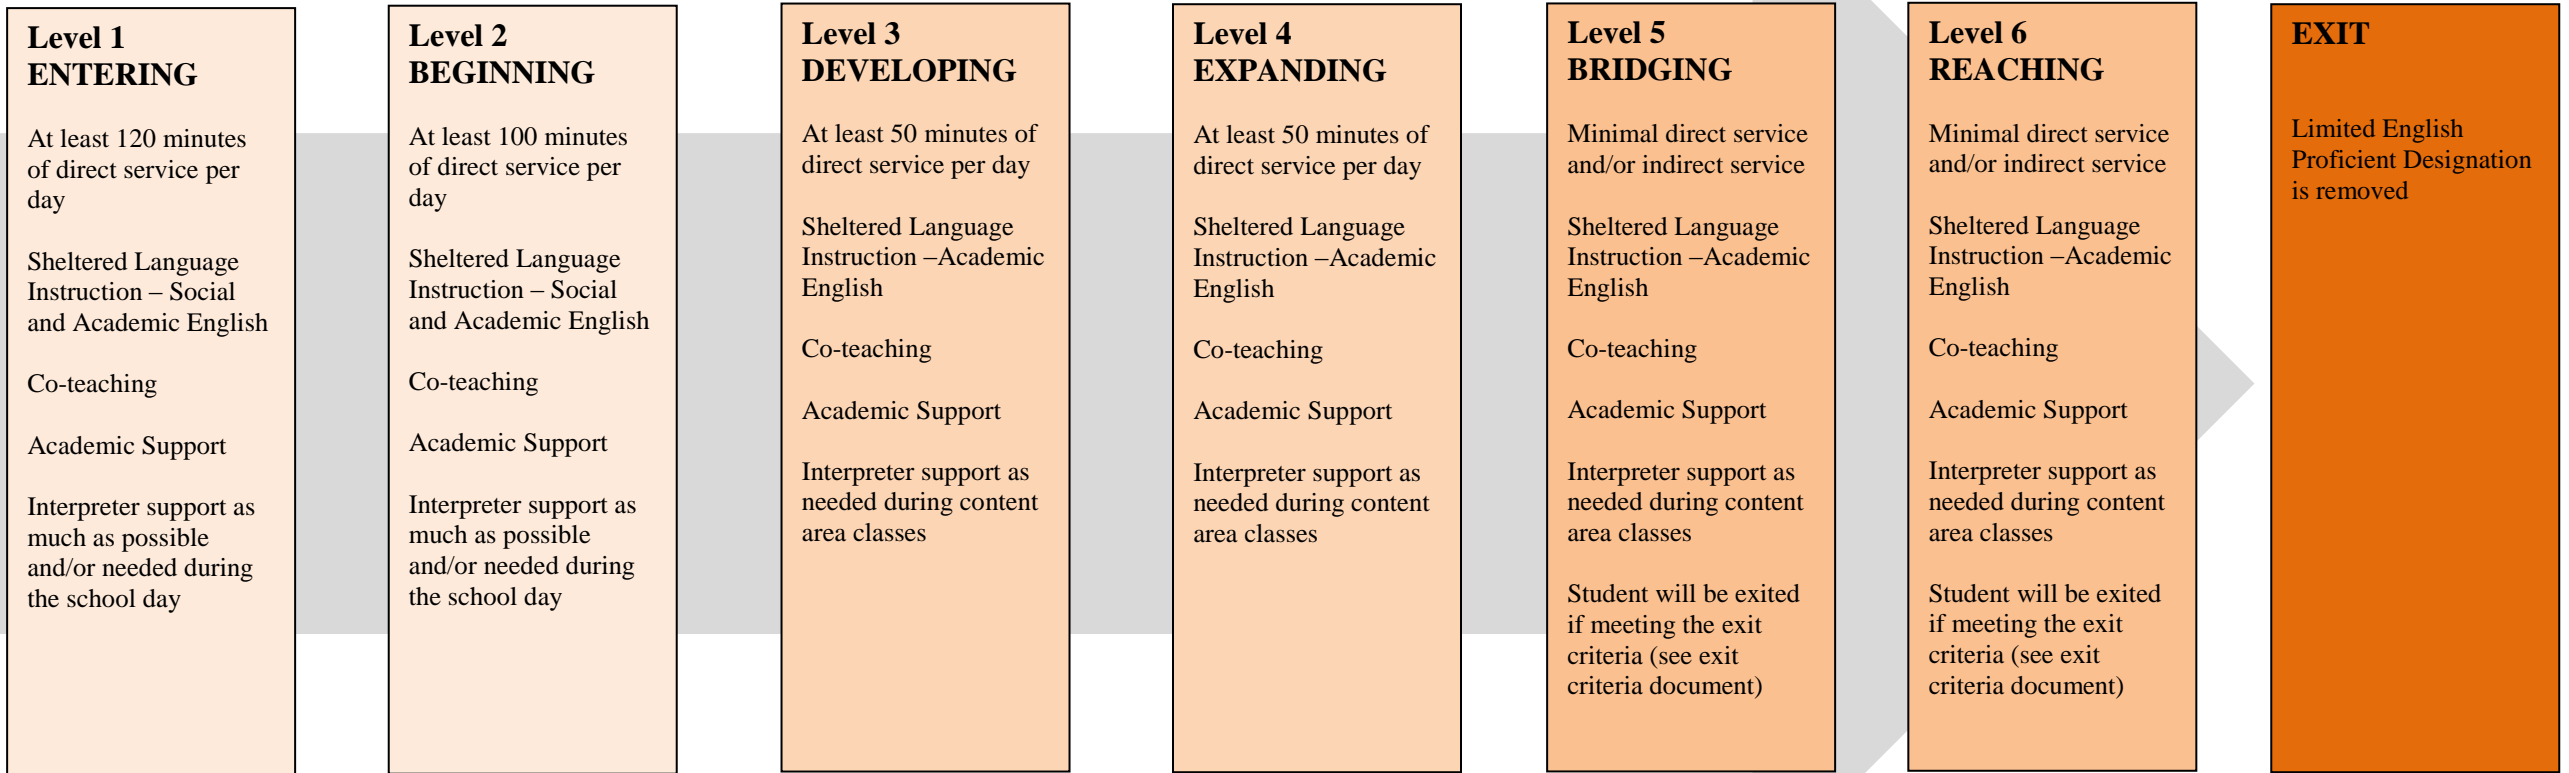 Level 1
ENTERING
At least 120 minutes
of direct service per
day
Sheltered Language
Instruction – Social
and Academic English
Co-teaching
Academic Support
Interpreter support as
much as possible
and/or needed during
the school day
Level 2
BEGINNING
At least 100 minutes
of direct service per
day
Sheltered Language
Instruction – Social
and Academic English
Co-teaching
Academic Support
Interpreter support as
much as possible
and/or needed during
the school day
Level 3
DEVELOPING
At least 50 minutes of
direct service per day
Sheltered Language
Instruction –Academic
English
Co-teaching
Academic Support
Interpreter support as
needed during content
area classes
Level 4
EXPANDING
At least 50 minutes of
direct service per day
Sheltered Language
Instruction –Academic
English
Co-teaching
Academic Support
Interpreter support as
needed during content
area classes
Level 5
BRIDGING
Minimal direct service
and/or indirect service
Sheltered Language
Instruction –Academic
English
Co-teaching
Academic Support
Interpreter support as
needed during content
area classes
Student will be exited
if meeting the exit
criteria (see exit
criteria document)
Level 6
REACHING
Minimal direct service
and/or indirect service
Sheltered Language
Instruction –Academic
English
Co-teaching
Academic Support
Interpreter support as
needed during content
area classes
Student will be exited
if meeting the exit
criteria (see exit
criteria document)
EXIT
Limited English
Proficient Designation
is removed